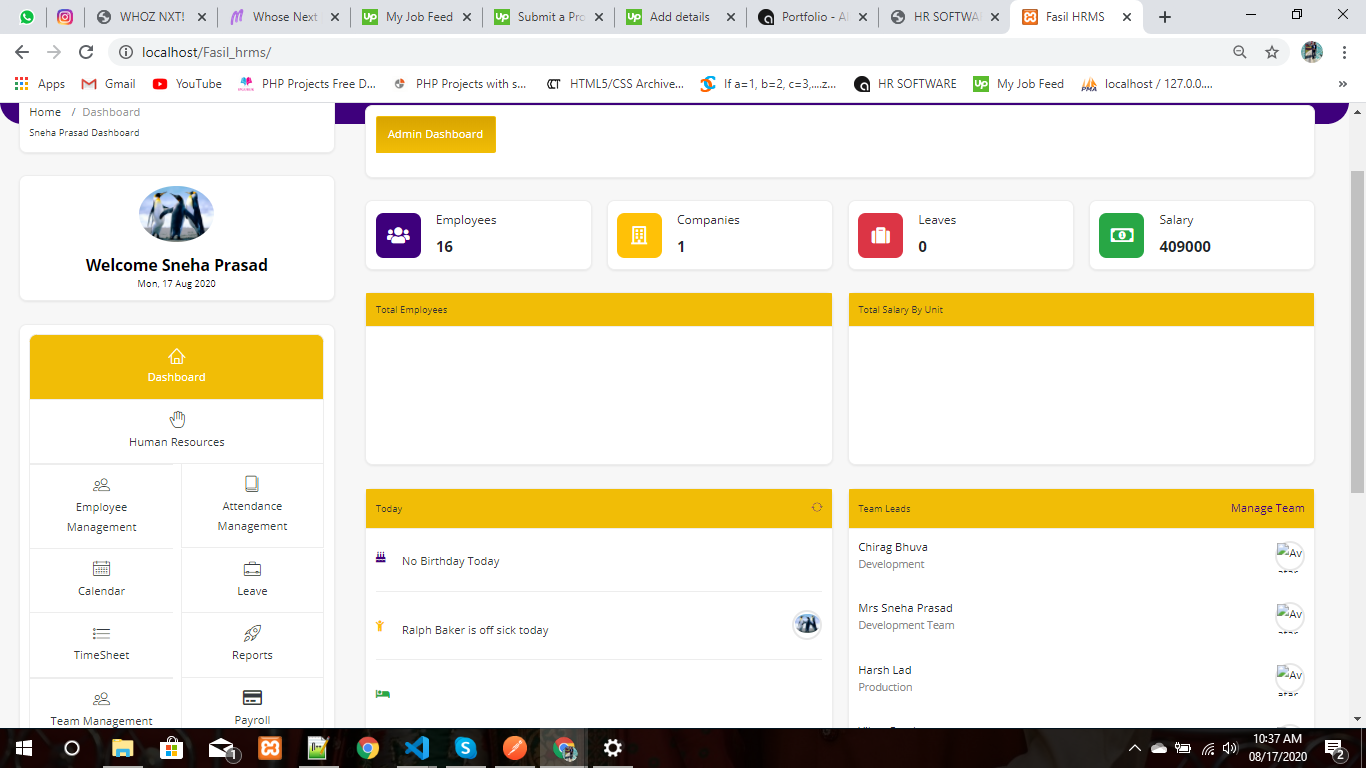 WHOZ NXT!
Whose Next
My Job Feed
Submit a Pro
Add details
Portfolio - Al
HR SOFTWA
Fasil HRMS
localhost/Fasil_hrms/
Apps
Gmail
YouTube
PHP Projects Free D...
PHP Projects with s...
HTML5/CSS Archive...
If a=1, b=2, c=3,....z...
HR SOFTWARE
My Job Feed
localhost / 127.0.0....
»
Home / Dashboard
Sneha Prasad Dashboard
Welcome Sneha Prasad
Mon, 17 Aug 2020
Dashboard
Human Resources
Employee
Management
Attendance
Management
Calendar
Leave
TimeSheet
Reports
Team Management
Payroll
Admin Dashboard
Employees
16
Companies
1
Leaves
0
Salary
409000
Total Employees
Total Salary By Unit
Today
No Birthday Today
Ralph Baker is off sick today
Team Leads
Manage Team
Chirag Bhuva
Development
Mrs Sneha Prasad
Development Team
Harsh Lad
Production
10:37 AM
08/17/2020